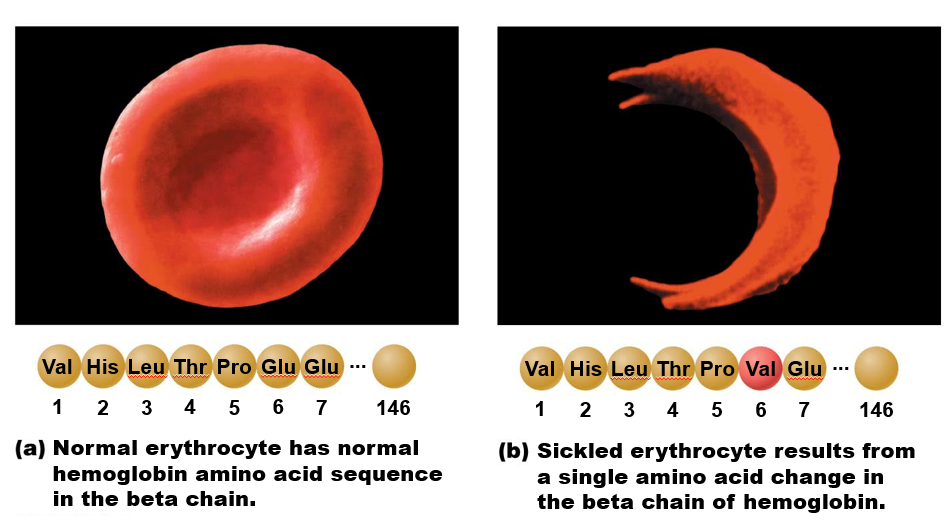 Val His Leu Thr Pro Glu Glu ...
1 2 3 4 5 6 7 146
(a) Normal erythrocyte has normal
hemoglobin amino acid sequence
in the beta chain.
Val His Leu Thr Pro Val Glu ...
1 2 3 4 5 6 7 146
(b) Sickled erythrocyte results from
a single amino acid change in
the beta chain of hemoglobin.